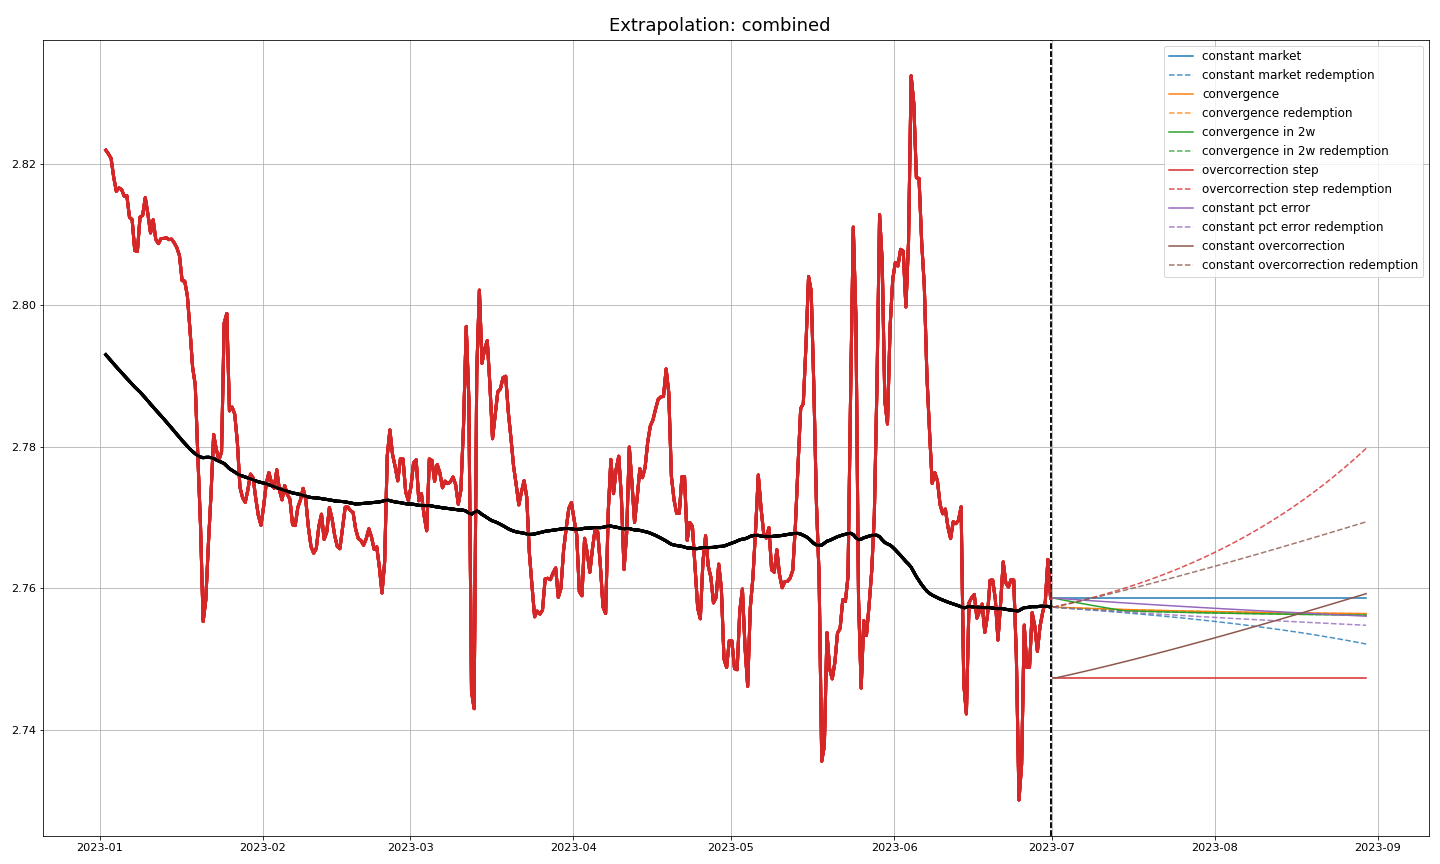 Extrapolation: combined
constant market
constant market redemption
convergence
convergence redemption
convergence in 2w
convergence in 2w redemption
overcorrection step
overcorrection step redemption
constant pct error
constant pct error redemption
constant overcorrection
constant overcorrection redemption
2.82
2.80
2.78
2.76
2.74
2023-01 2023-02 2023-03 2023-04 2023-05 2023-06 2023-07 2023-08 2023-09